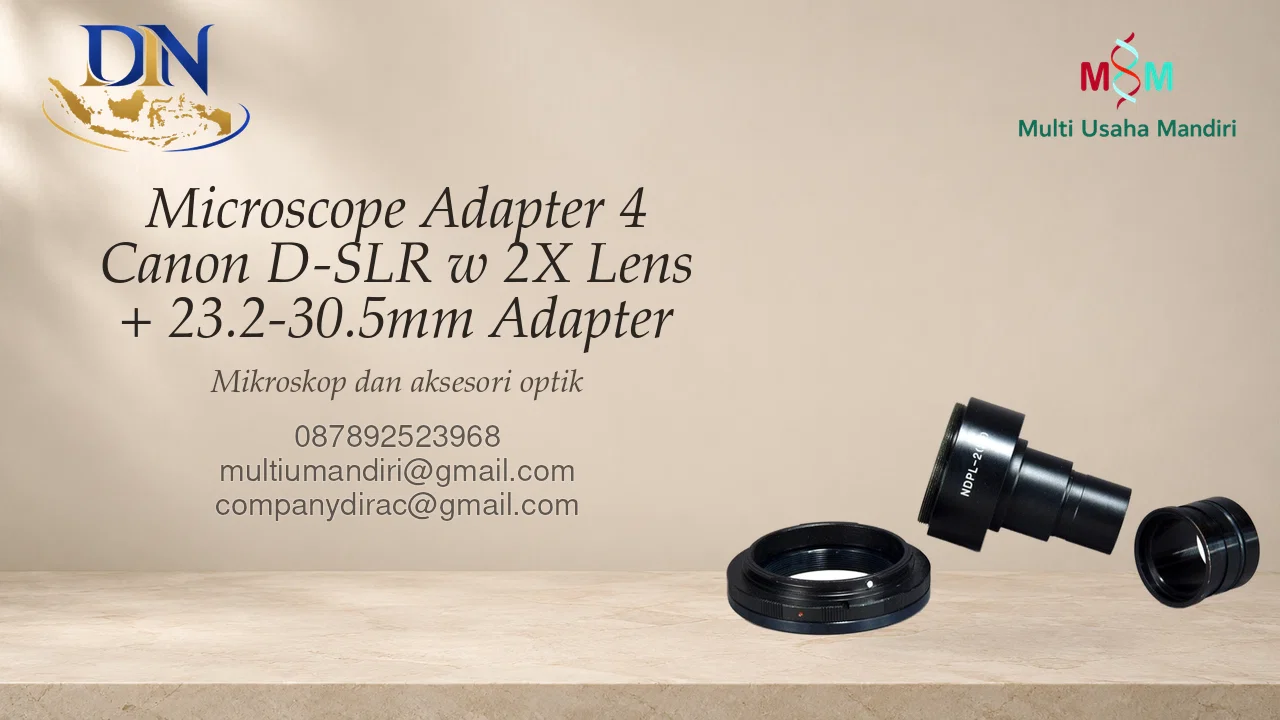 DN
M M
Multi Usaha Mandiri
Microscope Adapter 4
Canon D-SLR w 2X Lens
+ 23.2-30.5mm Adapter
Mikroskop dan aksesori optik
087892523968
multiumandiri@gmail.com
companydirac@gmail.com